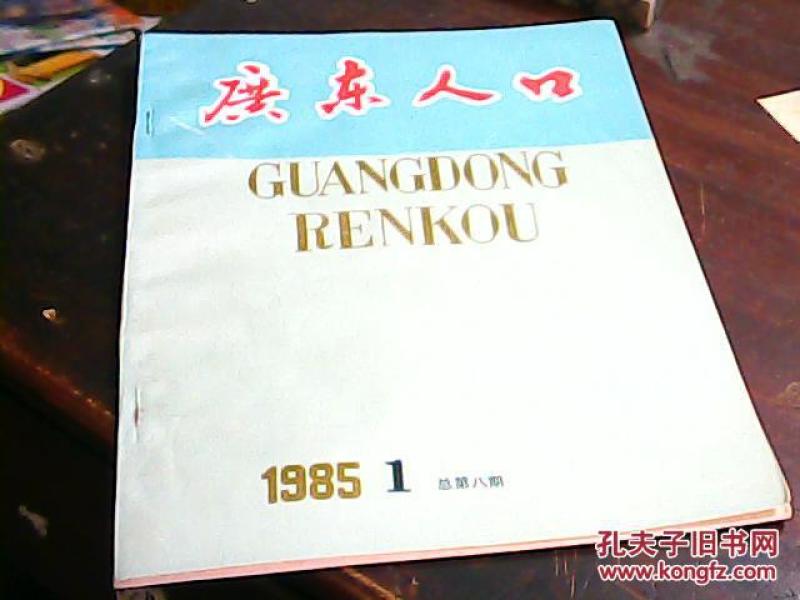 廣东人口
GUANGDONG
RENKOU
1985 1 总第八期
孔夫子旧书网
www.kongfz.com